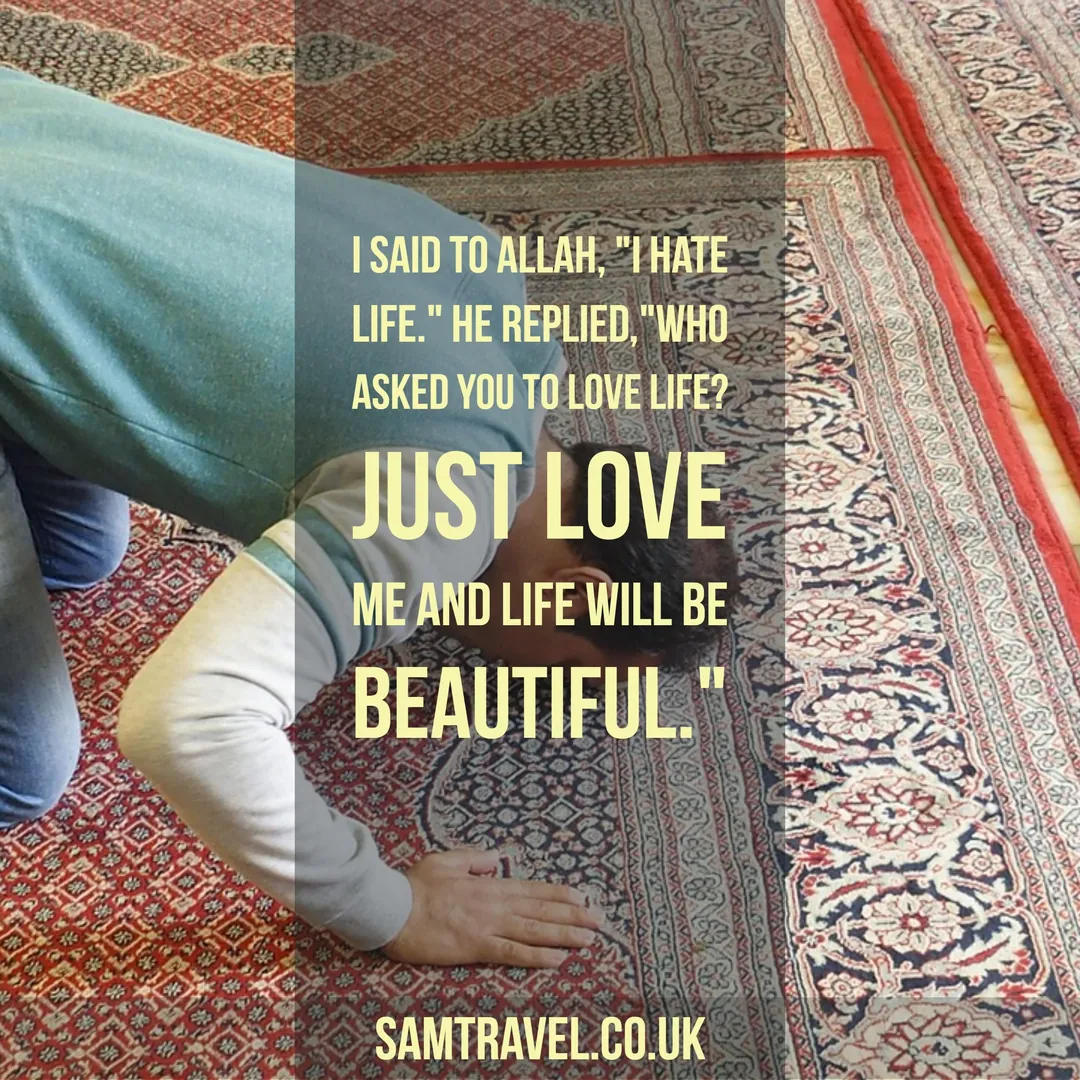 I SAID TO ALLAH, "I HATE
LIFE." HE REPLIED,"WHO
ASKED YOU TO LOVE LIFE?
JUST LOVE
ME AND LIFE WILL BE
BEAUTIFUL."
SAMTRAVEL.CO.UK